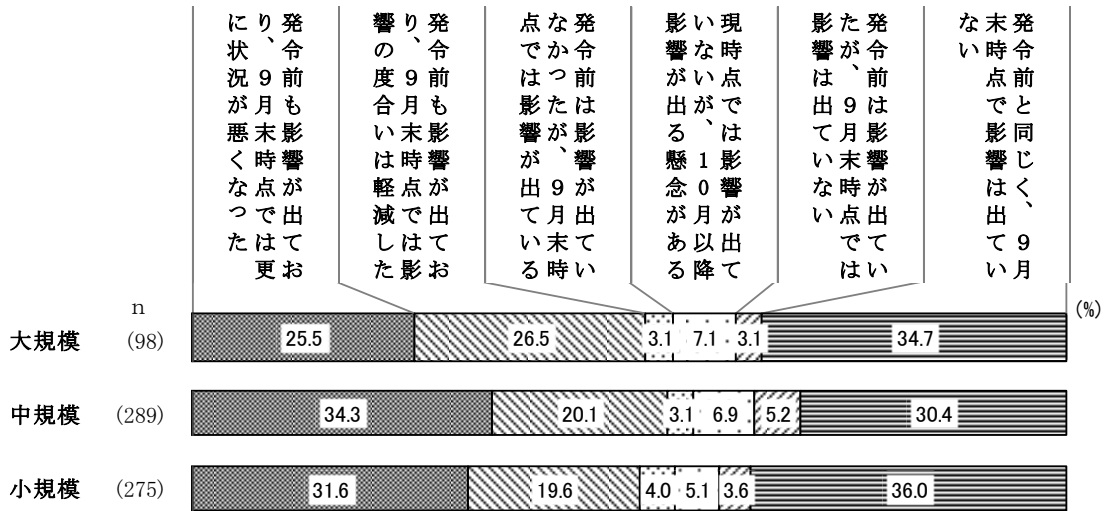 発令前も影響が出てお
り、９月末時点では更
に状況が悪くなった
発令前も影響が出てお
り、９月末時点では影
響の度合いは軽減した
発令前は影響が出てい
なかったが、９月末時
点では影響が出ている
現時点では影響が出て
いないが、１０月以降
影響が出る懸念がある
発令前は影響が出てい
たが、９月末時点では
影響は出ていない
発令前と同じく、９月
末時点で影響は出てい
ない
n
(%)
大規模 (98) 25.5 26.5 3.1 7.1 3.1 34.7
中規模 (289) 34.3 20.1 3.1 6.9 5.2 30.4
小規模 (275) 31.6 19.6 4.0 5.1 3.6 36.0